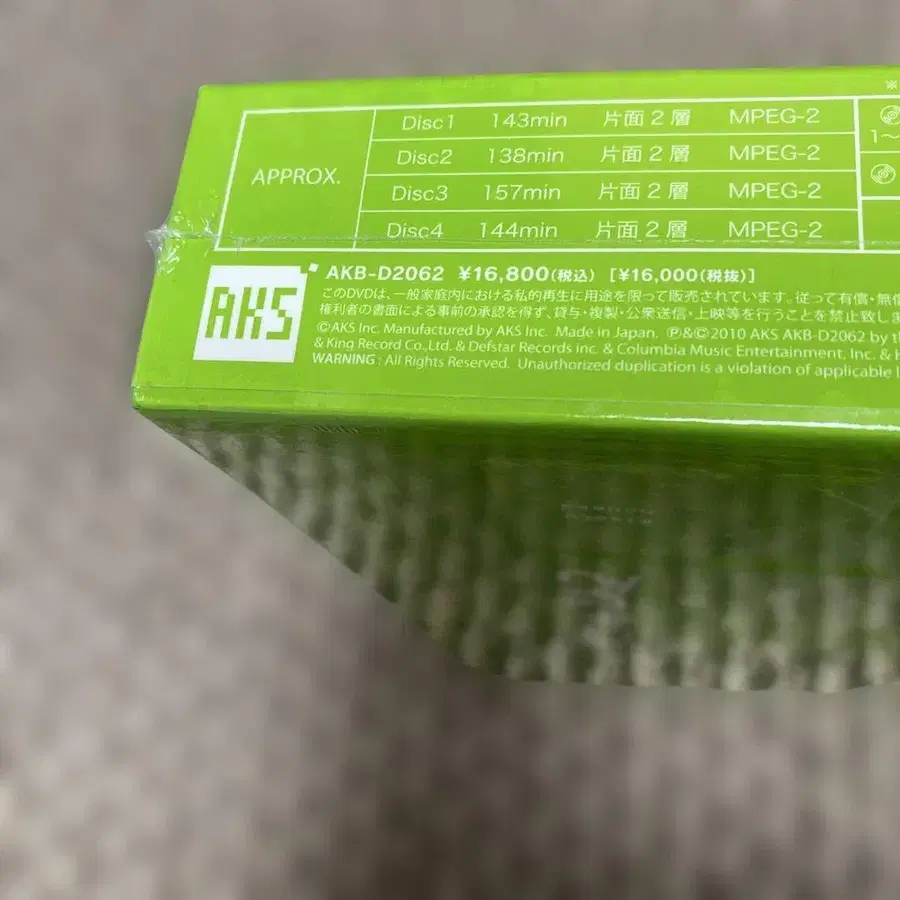 ※
APPROX.
Disc1 143min 片面2層 MPEG-2
Disc2 138min 片面2層 MPEG-2
Disc3 157min 片面2層 MPEG-2
Disc4 144min 片面2層 MPEG-2
1〜
AKS
AKB-D2062 ¥16,800(税込) [¥16,000(税抜)]
このDVDは、一般家庭内における私的再生に用途を限って販売されています。従って有償・無償
権利者の書面による事前の承認を得ず、貸与・複製・公衆送信・上映等を行うことを禁止致しま
©AKS Inc. Manufactured by AKS Inc. Made in Japan. Ⓟ&©2010 AKS AKB-D2062 by th
& King Record Co.,Ltd. & Defstar Records inc. & Columbia Music Entertainment, Inc. & H
WARNING : All Rights Reserved. Unauthorized duplication is a violation of applicable l